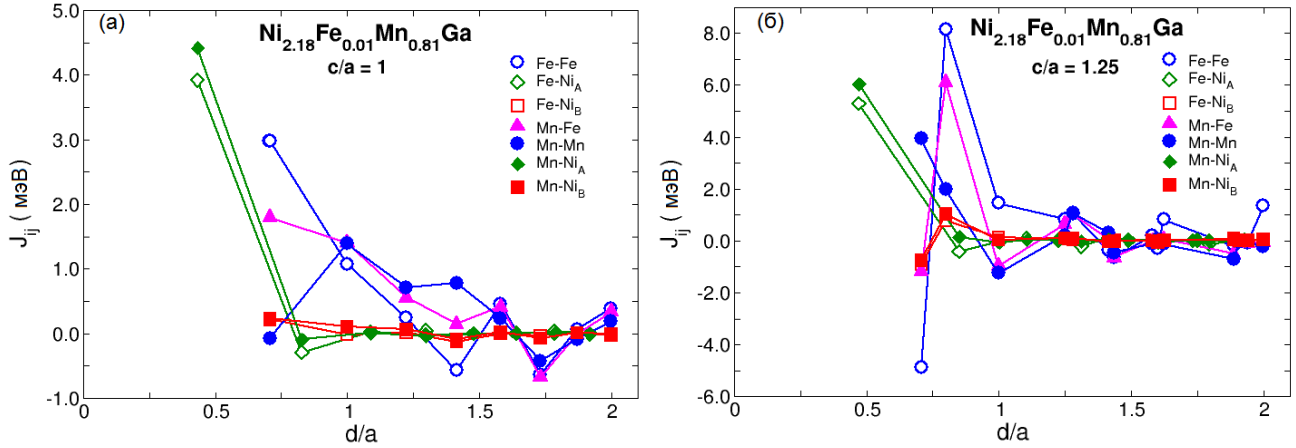 (а)
Ni2.18Fe0.01Mn0.81Ga
c/a = 1
Fe-Fe
Fe-NiA
Fe-NiB
Mn-Fe
Mn-Mn
Mn-NiA
Mn-NiB
Jij ( мэВ)
5.0
4.0
3.0
2.0
1.0
0.0
-1.0
0
0.5
1
1.5
2
d/a
(б)
Ni2.18Fe0.01Mn0.81Ga
c/a = 1.25
Fe-Fe
Fe-NiA
Fe-NiB
Mn-Fe
Mn-Mn
Mn-NiA
Mn-NiB
Jij ( мэВ)
8.0
6.0
4.0
2.0
0.0
-2.0
-4.0
-6.0
0
0.5
1
1.5
2
d/a